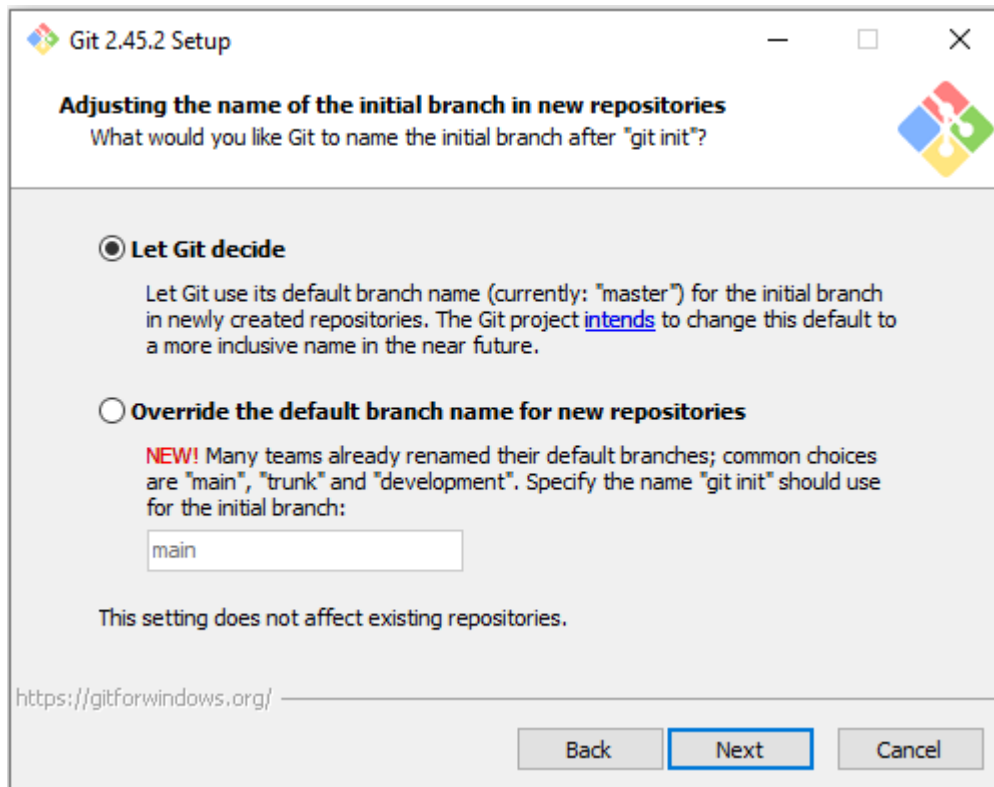 Git 2.45.2 Setup
Adjusting the name of the initial branch in new repositories
What would you like Git to name the initial branch after "git init"?
Let Git decide
Let Git use its default branch name (currently: "master") for the initial branch
in newly created repositories. The Git project intends to change this default to
a more inclusive name in the near future.
Override the default branch name for new repositories
NEW! Many teams already renamed their default branches; common choices
are "main", "trunk" and "development". Specify the name "git init" should use
for the initial branch:
main
This setting does not affect existing repositories.
https://gitforwindows.org/
Back Next Cancel